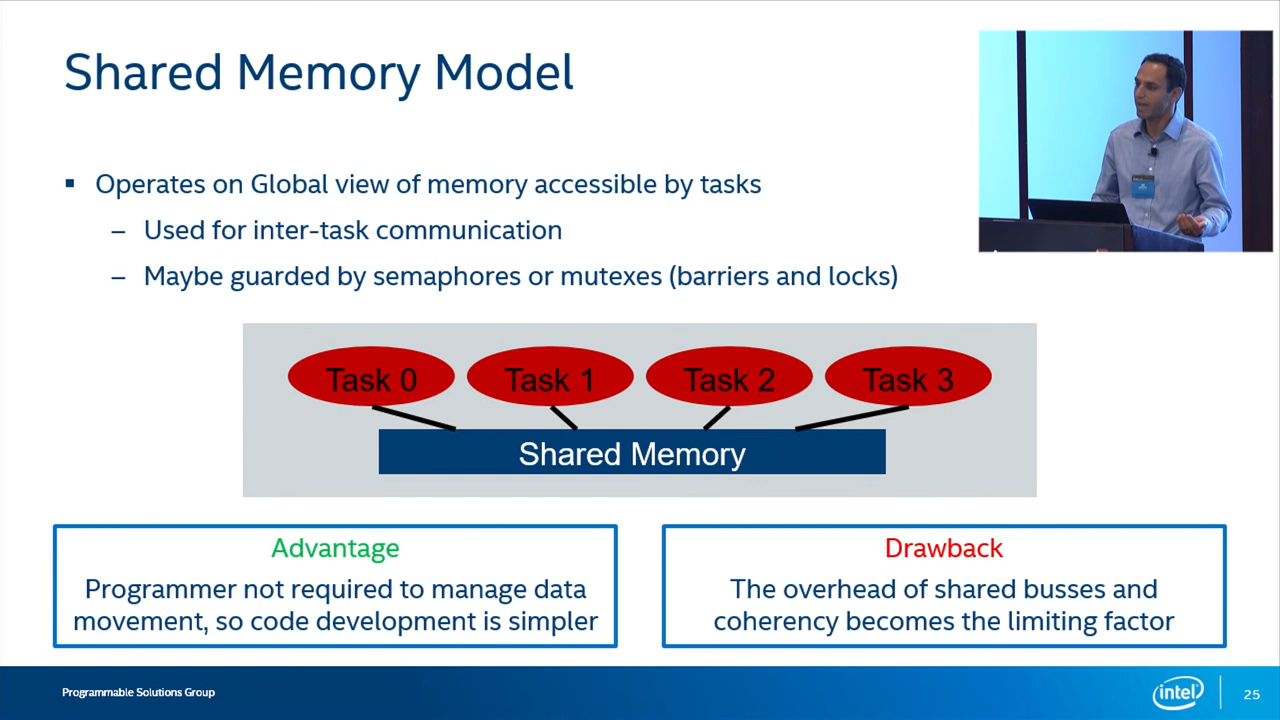 Shared Memory Model
▪ Operates on Global view of memory accessible by tasks
– Used for inter-task communication
– Maybe guarded by semaphores or mutexes (barriers and locks)
Task 0 Task 1 Task 2 Task 3
Shared Memory
Advantage
Programmer not required to manage data
movement, so code development is simpler
Drawback
The overhead of shared busses and
coherency becomes the limiting factor
Programmable Solutions Group
intel
25